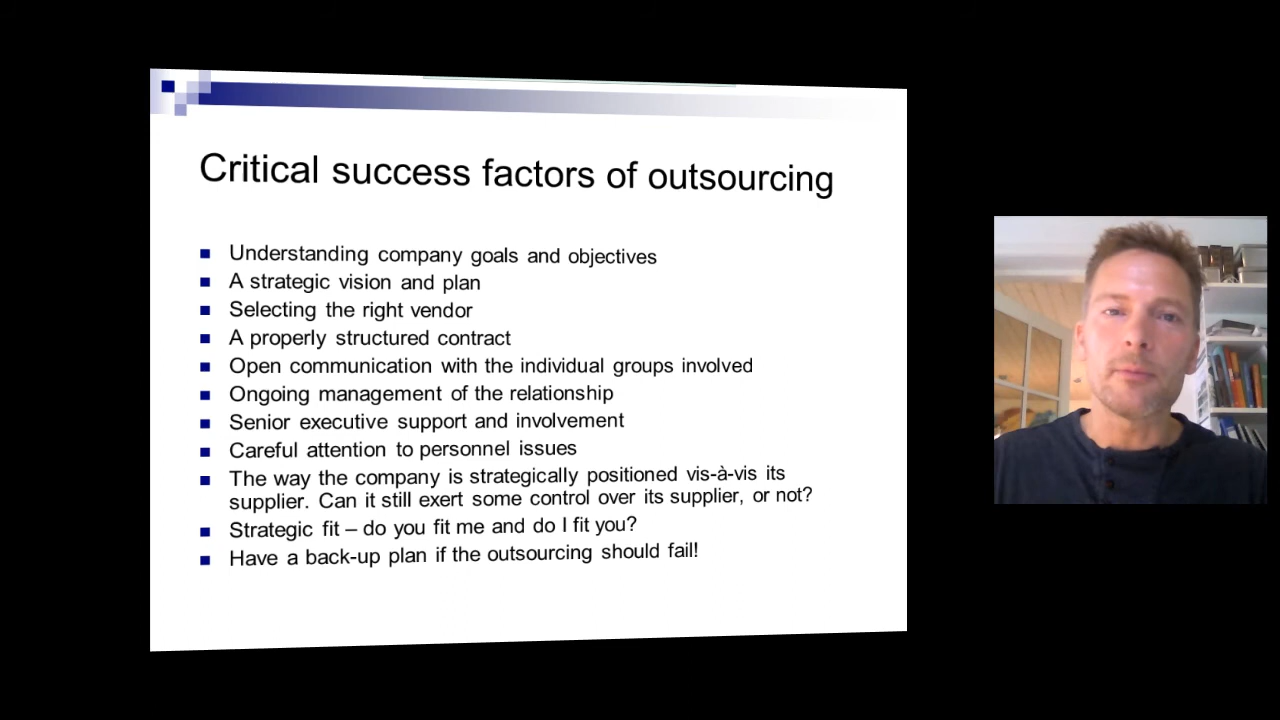 Critical success factors of outsourcing
Understanding company goals and objectives
A strategic vision and plan
Selecting the right vendor
A properly structured contract
Open communication with the individual groups involved
Ongoing management of the relationship
Senior executive support and involvement
Careful attention to personnel issues
The way the company is strategically positioned vis-à-vis its
supplier. Can it still exert some control over its supplier, or not?
Strategic fit – do you fit me and do I fit you?
Have a back-up plan if the outsourcing should fail!